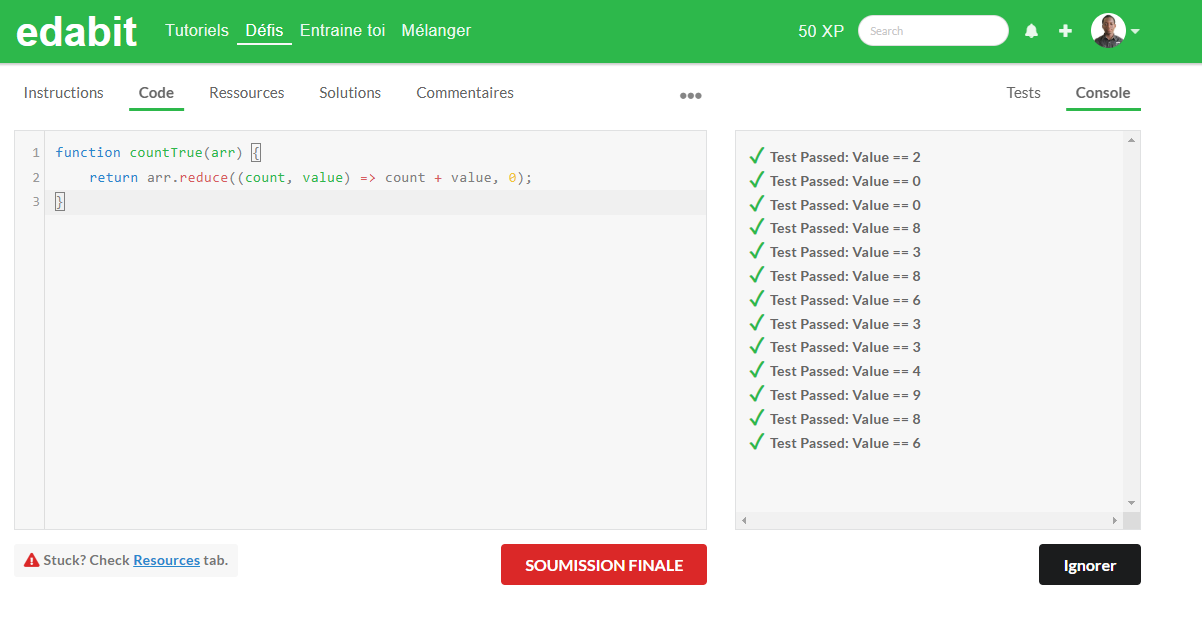 edabit Tutoriels Défis Entraine toi Mélanger 50 XP Search
Instructions Code Ressources Solutions Commentaires ••• Tests Console
1 function countTrue(arr) {
2 return arr.reduce((count, value) => count + value, 0);
3 }
✓ Test Passed: Value == 2
✓ Test Passed: Value == 0
✓ Test Passed: Value == 0
✓ Test Passed: Value == 8
✓ Test Passed: Value == 3
✓ Test Passed: Value == 8
✓ Test Passed: Value == 6
✓ Test Passed: Value == 3
✓ Test Passed: Value == 3
✓ Test Passed: Value == 4
✓ Test Passed: Value == 9
✓ Test Passed: Value == 8
✓ Test Passed: Value == 6
Stuck? Check Resources tab. SOUMISSION FINALE Ignorer